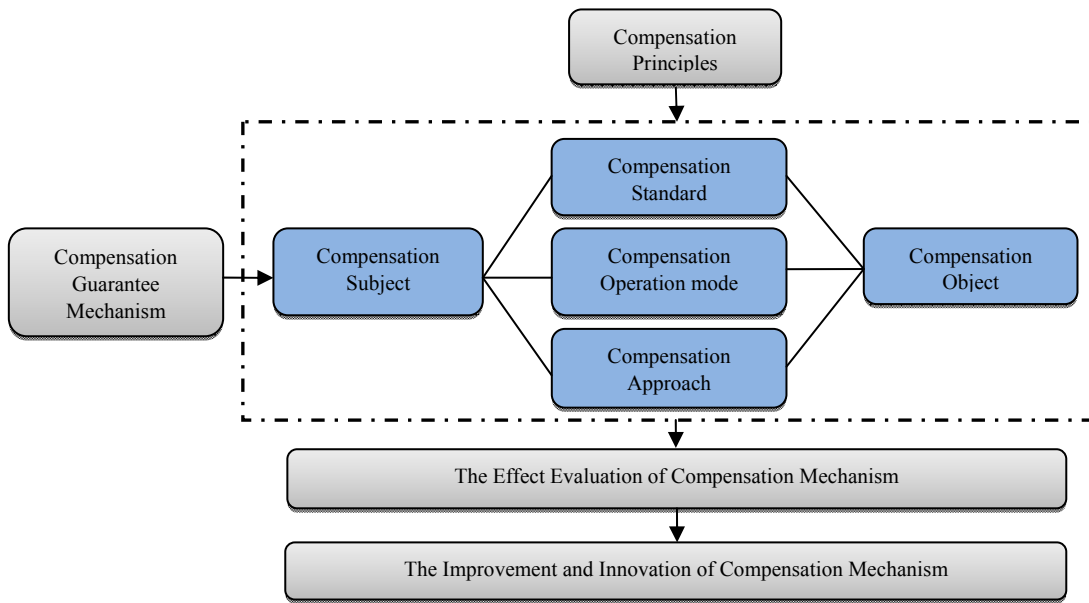 Compensation
Principles
Compensation
Standard
Compensation
Guarantee
Mechanism
Compensation
Subject
Compensation
Operation mode
Compensation
Object
Compensation
Approach
The Effect Evaluation of Compensation Mechanism
The Improvement and Innovation of Compensation Mechanism